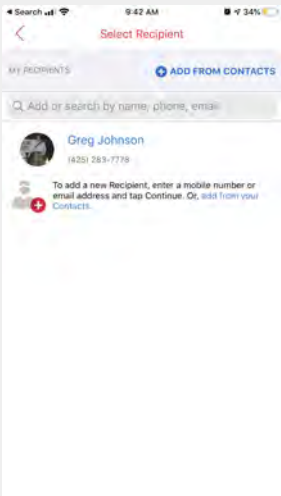 Search 9:42 AM 34%
Select Recipient
MY RECIPIENTS ADD FROM CONTACTS
Add or search by name, phone, email
Greg Johnson
(425) 283-7778
To add a new Recipient, enter a mobile number or
email address and tap Continue. Or, add from your
Contacts.